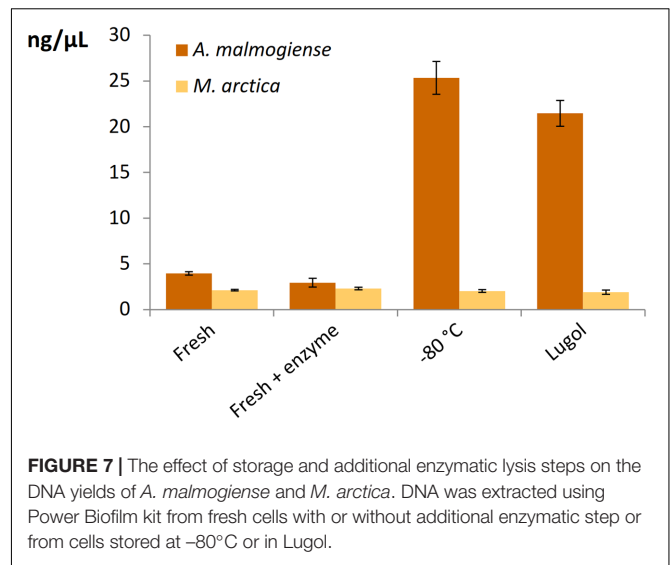 ng/µL
A. malmogiense
M. arctica
30
25
20
15
10
5
0
Fresh
Fresh + enzyme
-80 °C
Lugol
FIGURE 7 | The effect of storage and additional enzymatic lysis steps on the
DNA yields of A. malmogiense and M. arctica. DNA was extracted using
Power Biofilm kit from fresh cells with or without additional enzymatic step or
from cells stored at –80°C or in Lugol.